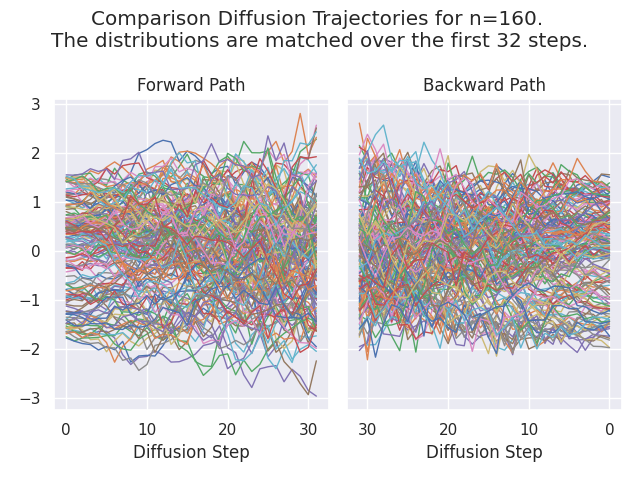 Comparison Diffusion Trajectories for n=160.
The distributions are matched over the first 32 steps.
Forward Path
Backward Path
3
2
1
0
−1
−2
−3
0 10 20 30
30 20 10 0
Diffusion Step
Diffusion Step